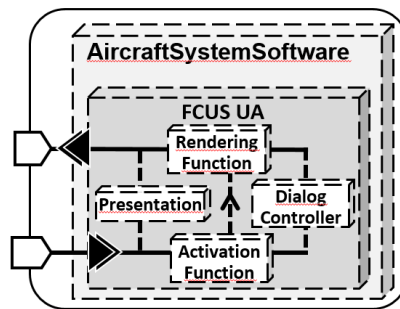 AircraftSystemSoftware
FCUS UA
Rendering
Function
Presentation
Dialog
Controller
Activation
Function